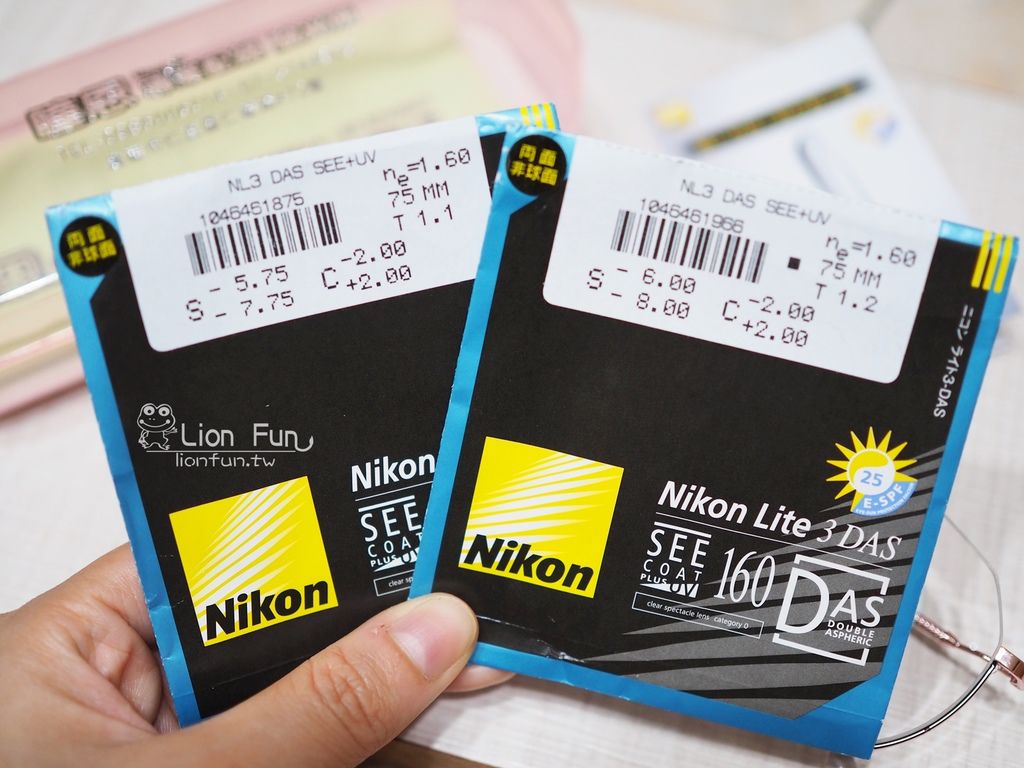 両面
非球面
NL3 DAS SEE+UV
1046461875
ne=1.60
75 MM
T 1.1
S - 5.75
- 7.75
C -2.00
+2.00
Lion Fun
lionfun.tw
Nikon
Nikon
SEE
COAT
PLUS UV
両面
非球面
NL3 DAS SEE+UV
1046461966
ne=1.60
75 MM
T 1.2
S - 6.00
- 8.00
C -2.00
+2.00
ニコン ライト3-DAS
25
E-SPF
Nikon
Nikon Lite 3 DAS
SEE
COAT
PLUS UV
160
DAS
DOUBLE
ASPHERIC
clear spectacle lens category 0